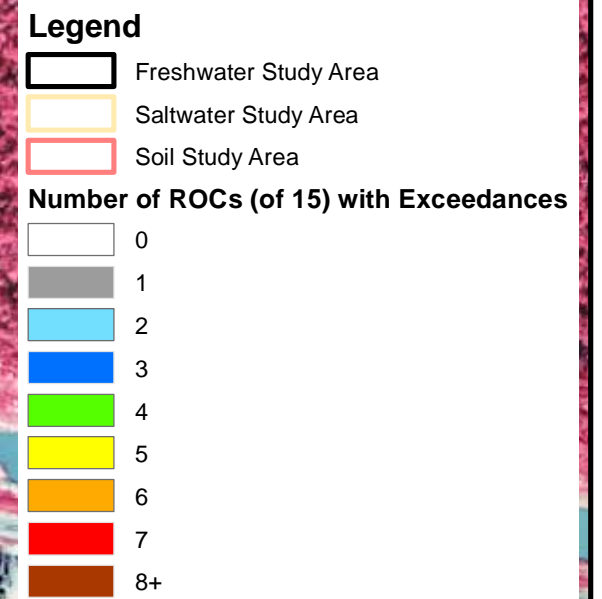 Legend
Freshwater Study Area
Saltwater Study Area
Soil Study Area
Number of ROCs (of 15) with Exceedances
0
1
2
3
4
5
6
7
8+